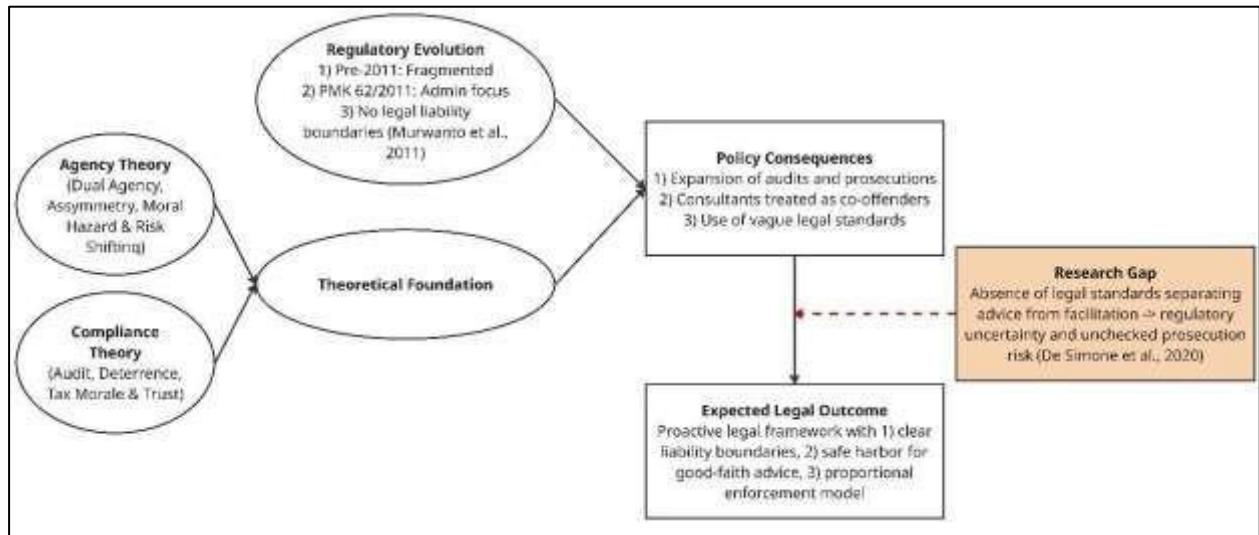 Regulatory Evolution
1) Pre-2011: Fragmented
2) PMK 62/2011: Admin focus
3) No legal liability
boundaries (Murwanto et al.,
2011)
Agency Theory
(Dual Agency,
Assymmetry, Moral
Hazard & Risk
Shifting)
Compliance
Theory
(Audit, Deterrence,
Tax Morale & Trust)
Theoretical Foundation
Policy Consequences
1) Expansion of audits and prosecutions
2) Consultants treated as co-offenders
3) Use of vague legal standards
Research Gap
Absence of legal standards separating
advice from facilitation -> regulatory
uncertainty and unchecked prosecution
risk (De Simone et al., 2020)
Expected Legal Outcome
Proactive legal framework with 1) clear
liability boundaries, 2) safe harbor for
good-faith advice, 3) proportional
enforcement model